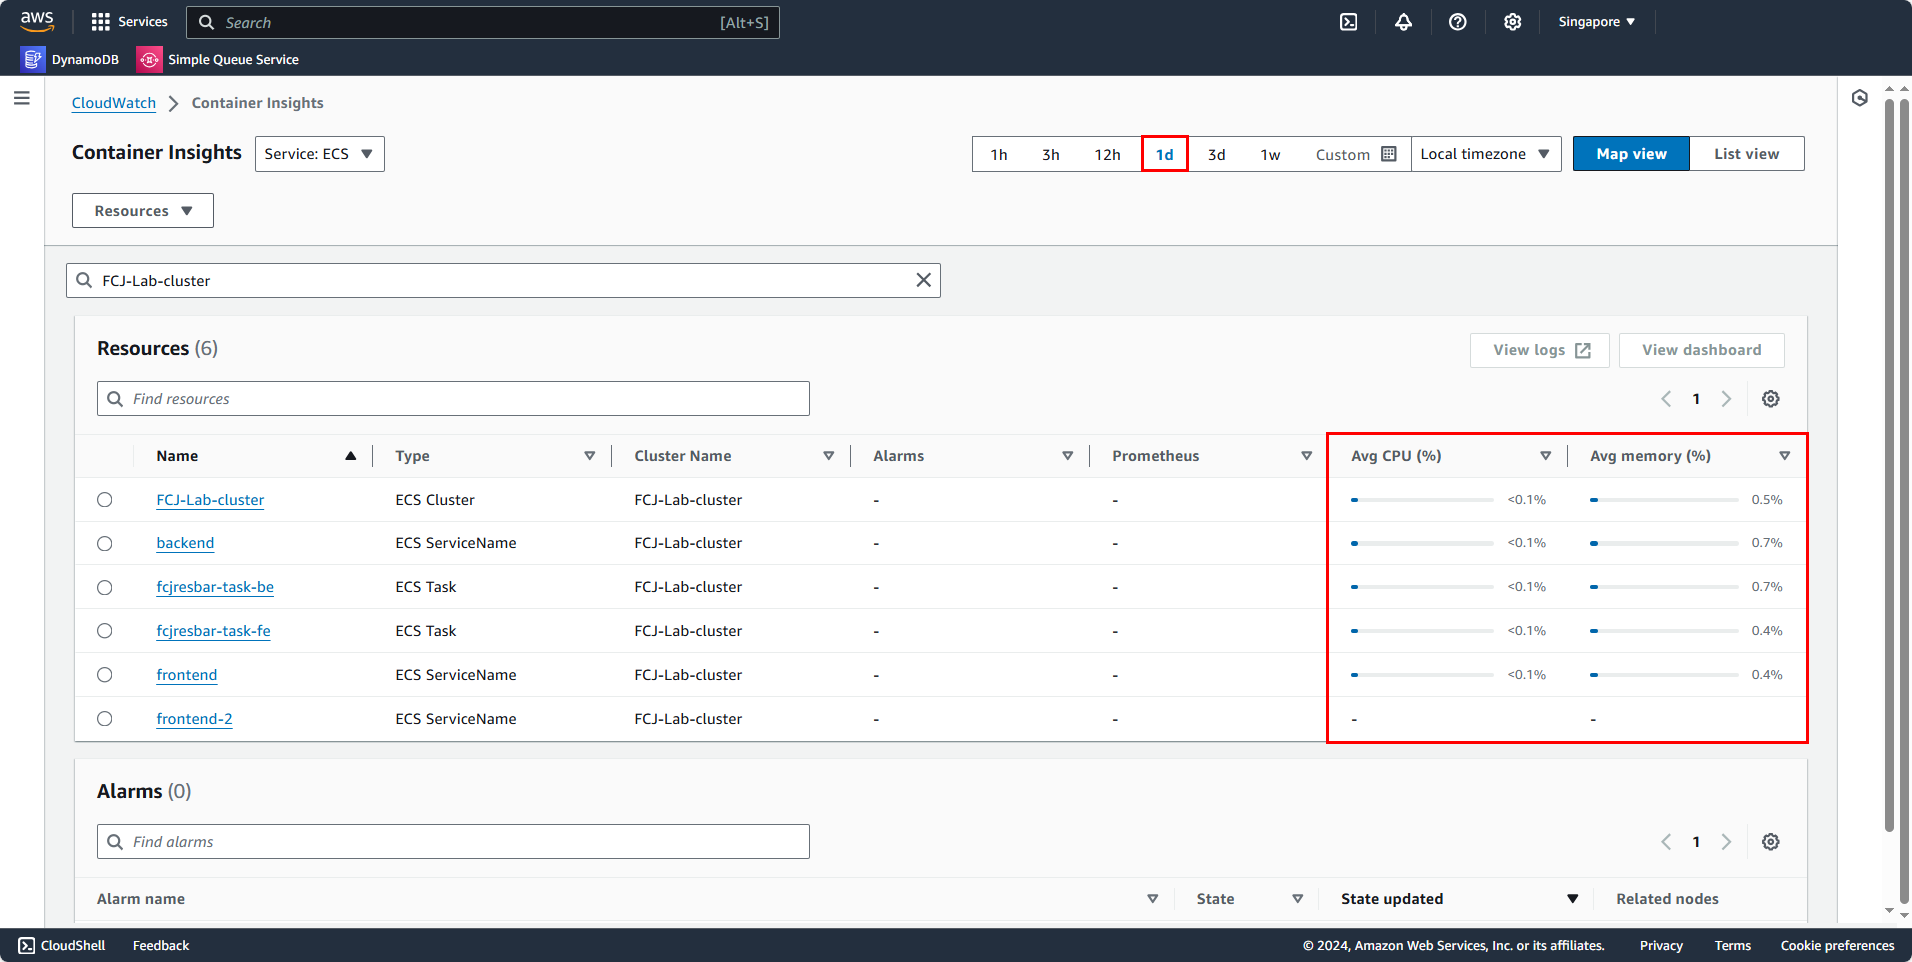 aws Services Search [Alt+S] Singapore
DynamoDB Simple Queue Service
CloudWatch Container Insights
Container Insights Service: ECS 1h 3h 12h 1d 3d 1w Custom Local timezone Map view List view
Resources
FCJ-Lab-cluster
Resources (6) View logs View dashboard
Find resources 1
Name Type Cluster Name Alarms Prometheus Avg CPU (%) Avg memory (%)
FCJ-Lab-cluster ECS Cluster FCJ-Lab-cluster - - <0.1% 0.5%
backend ECS ServiceName FCJ-Lab-cluster - - <0.1% 0.7%
fcjresbar-task-be ECS Task FCJ-Lab-cluster - - <0.1% 0.7%
fcjresbar-task-fe ECS Task FCJ-Lab-cluster - - <0.1% 0.4%
frontend ECS ServiceName FCJ-Lab-cluster - - <0.1% 0.4%
frontend-2 ECS ServiceName FCJ-Lab-cluster - - - -
Alarms (0)
Find alarms 1
Alarm name State State updated Related nodes
CloudShell Feedback © 2024, Amazon Web Services, Inc. or its affiliates. Privacy Terms Cookie preferences